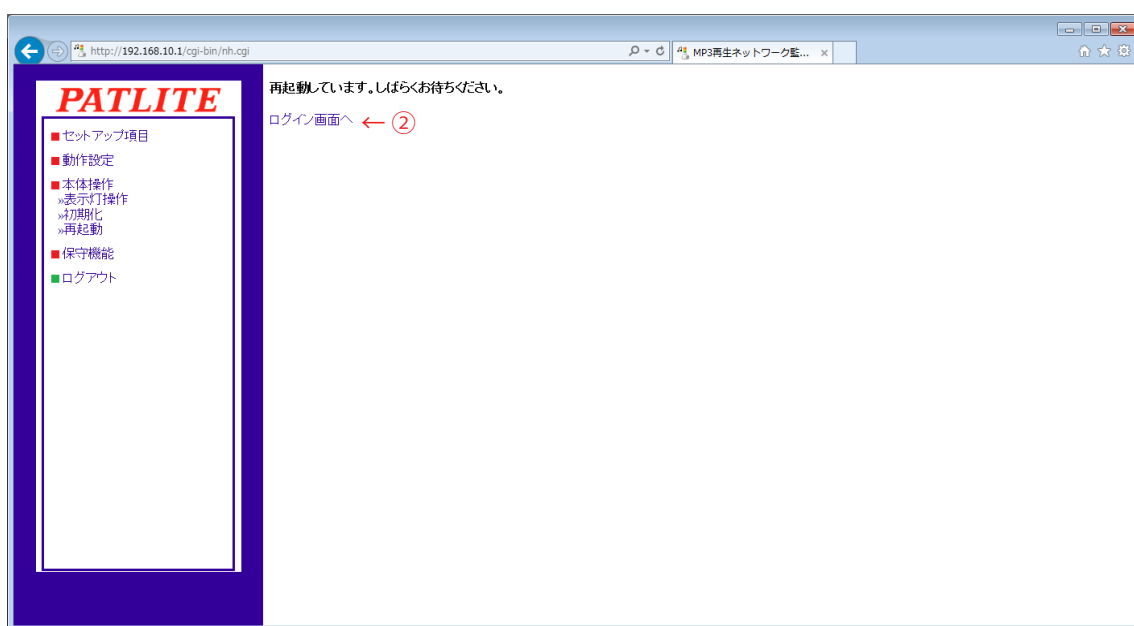 http://192.168.10.1/cgi-bin/nh.cgi
MP3再生ネットワーク監...
PATLITE
■セットアップ項目
■動作設定
■本体操作
»表示灯操作
»初期化
»再起動
■保守機能
■ログアウト
再起動しています。しばらくお待ちください。
ログイン画面へ ← ②